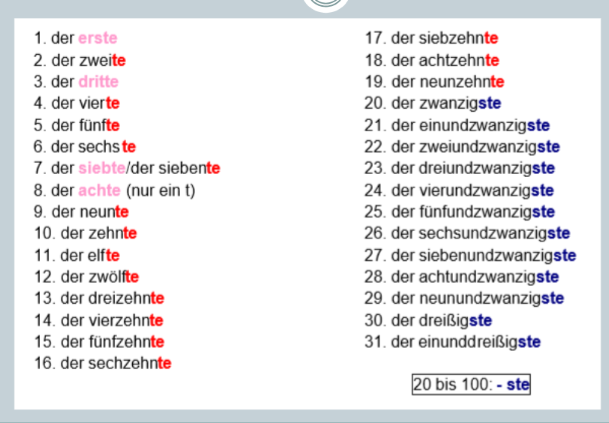 1. der erste
2. der zweite
3. der dritte
4. der vierte
5. der fünfte
6. der sechste
7. der siebte/der siebente
8. der achte (nur ein t)
9. der neunte
10. der zehnte
11. der elfte
12. der zwölfte
13. der dreizehnte
14. der vierzehnte
15. der fünfzehnte
16. der sechzehnte
17. der siebzehnte
18. der achtzehnte
19. der neunzehnte
20. der zwanzigste
21. der einundzwanzigste
22. der zweiundzwanzigste
23. der dreiundzwanzigste
24. der vierundzwanzigste
25. der fünfundzwanzigste
26. der sechsundzwanzigste
27. der siebenundzwanzigste
28. der achtundzwanzigste
29. der neunundzwanzigste
30. der dreißigste
31. der einunddreißigste
20 bis 100: - ste